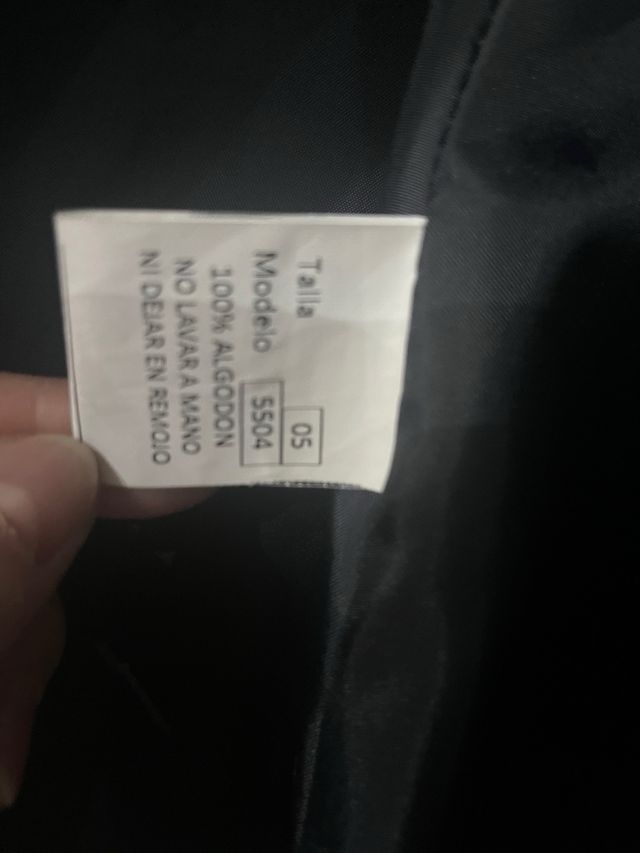 Talla 05
Modelo 5504
100% ALGODON
NO LAVAR A MANO
NI DEJAR EN REMOJO